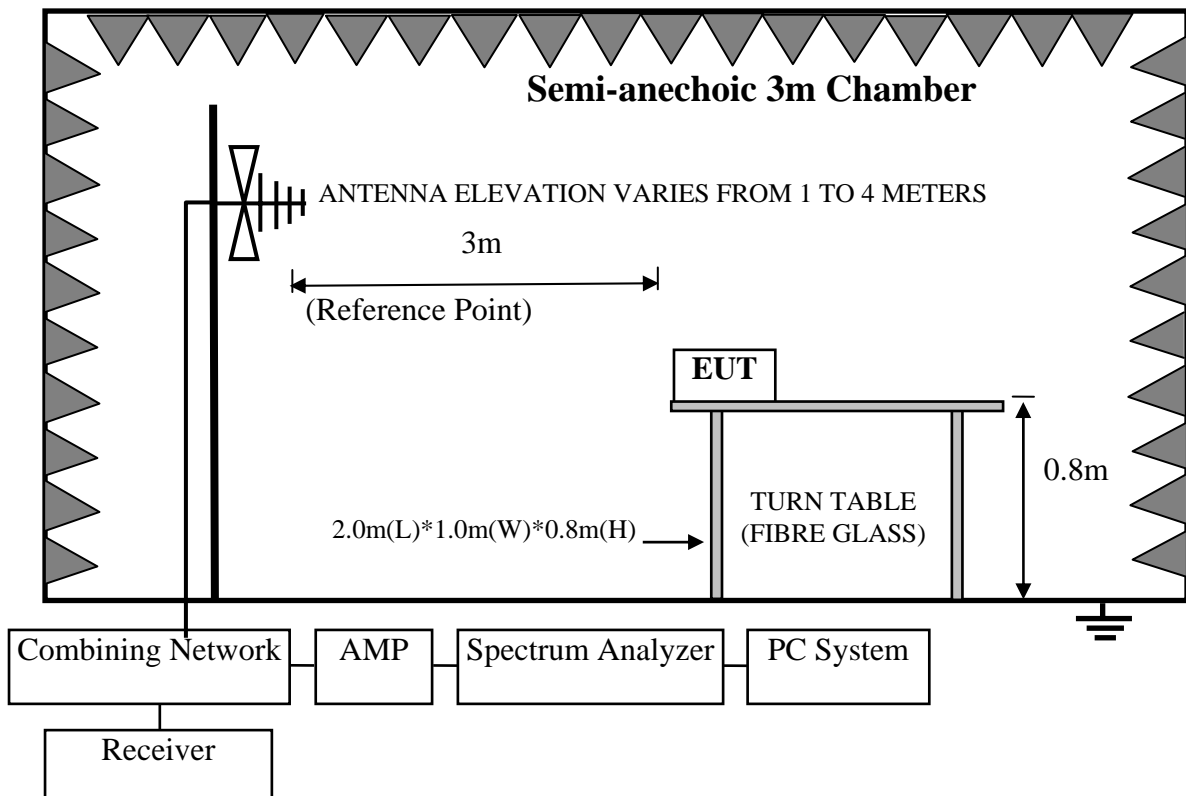 Semi-anechoic 3m Chamber
ANTENNA ELEVATION VARIES FROM 1 TO 4 METERS
3m
(Reference Point)
EUT
0.8m
TURN TABLE
(FIBRE GLASS)
2.0m(L)*1.0m(W)*0.8m(H)
Combining Network
AMP
Spectrum Analyzer
PC System
Receiver